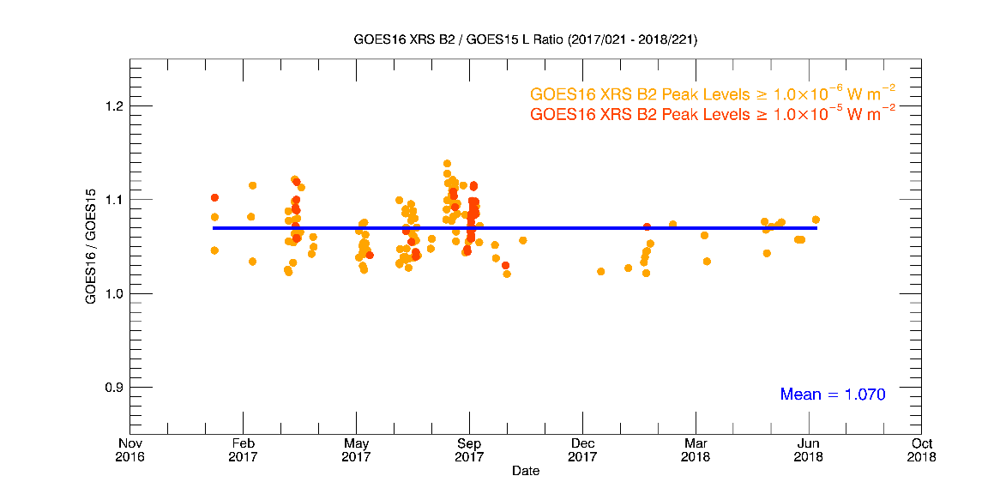 GOES16 XRS B2 / GOES15 L Ratio (2017/021 - 2018/221)
GOES16 XRS B2 Peak Levels ≥ 1.0×10⁻⁶ W m⁻²
GOES16 XRS B2 Peak Levels ≥ 1.0×10⁻⁵ W m⁻²
1.2
1.1
1.0
0.9
GOES16 / GOES15
Mean = 1.070
Nov Feb May Sep Dec Mar Jun Oct
2016 2017 2017 2017 2017 2018 2018 2018
Date